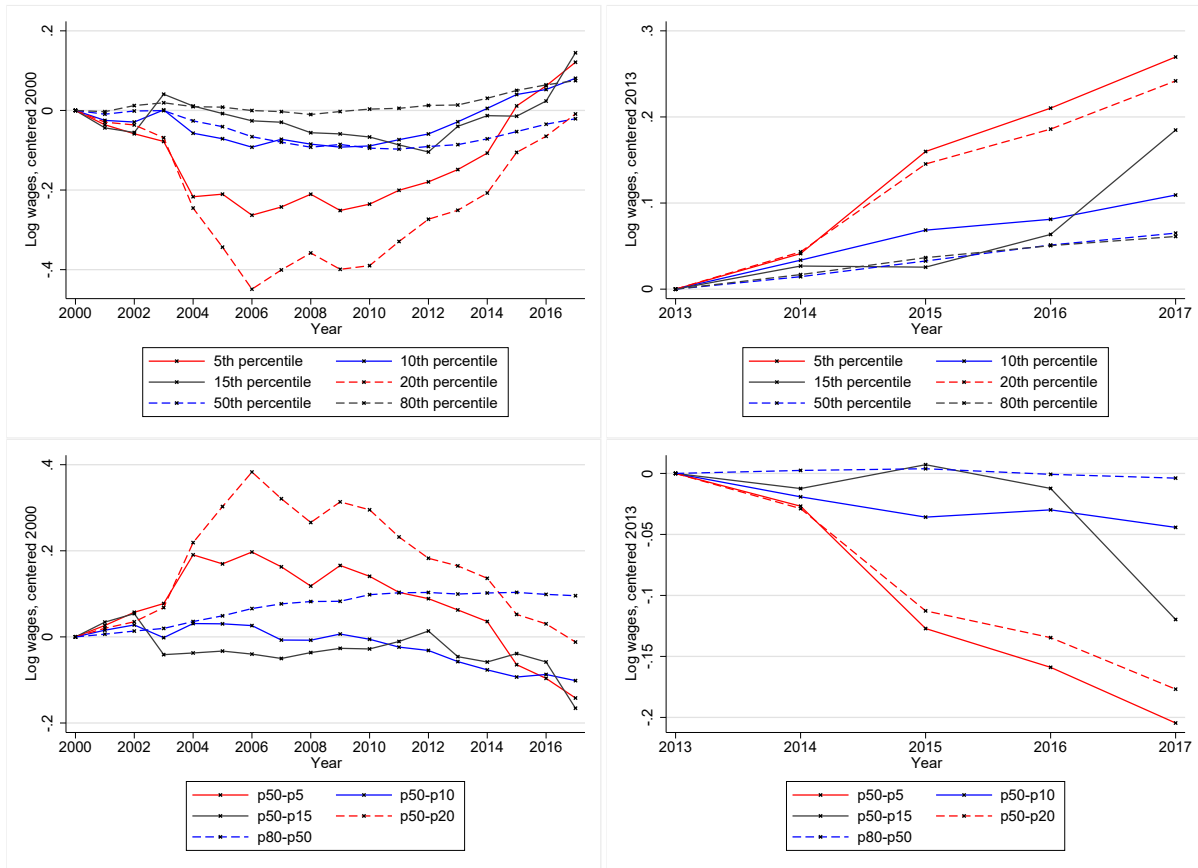 Log wages, centred 2000
.2
0
-.2
-.4
2000 2002 2004 2006 2008 2010 2012 2014 2016
Year
5th percentile 10th percentile
15th percentile 20th percentile
50th percentile 80th percentile
Log wages, centred 2013
.3
.2
.1
0
2013 2014 2015 2016 2017
Year
5th percentile 10th percentile
15th percentile 20th percentile
50th percentile 80th percentile
Log wages, centered 2000
.4
.2
0
-.2
2000 2002 2004 2006 2008 2010 2012 2014 2016
Year
p50-p5 p50-p10
p50-p15 p50-p20
p80-p50
Log wages, centered 2013
0
-.05
-.1
-.15
-.2
2013 2014 2015 2016 2017
Year
p50-p5 p50-p10
p50-p15 p50-p20
p80-p50